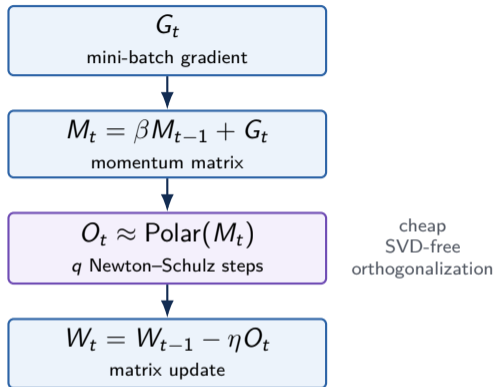 G_t
mini-batch gradient
M_t = βM_{t−1} + G_t
momentum matrix
O_t ≈ Polar(M_t)
q Newton–Schulz steps
cheap
SVD-free
orthogonalization
W_t = W_{t−1} − ηO_t
matrix update